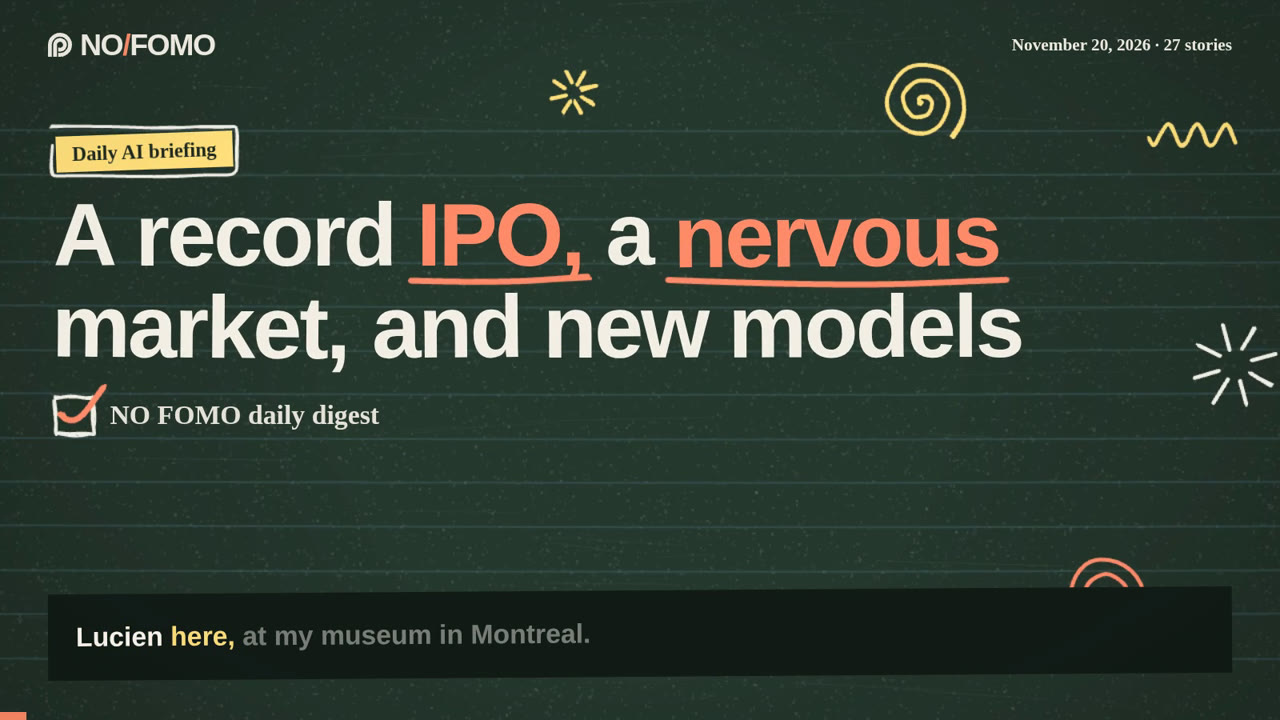 NO/FOMO
November 20, 2026 · 27 stories
Daily AI briefing
A record IPO, a nervous
market, and new models
NO FOMO daily digest
Lucien here, at my museum in Montreal.